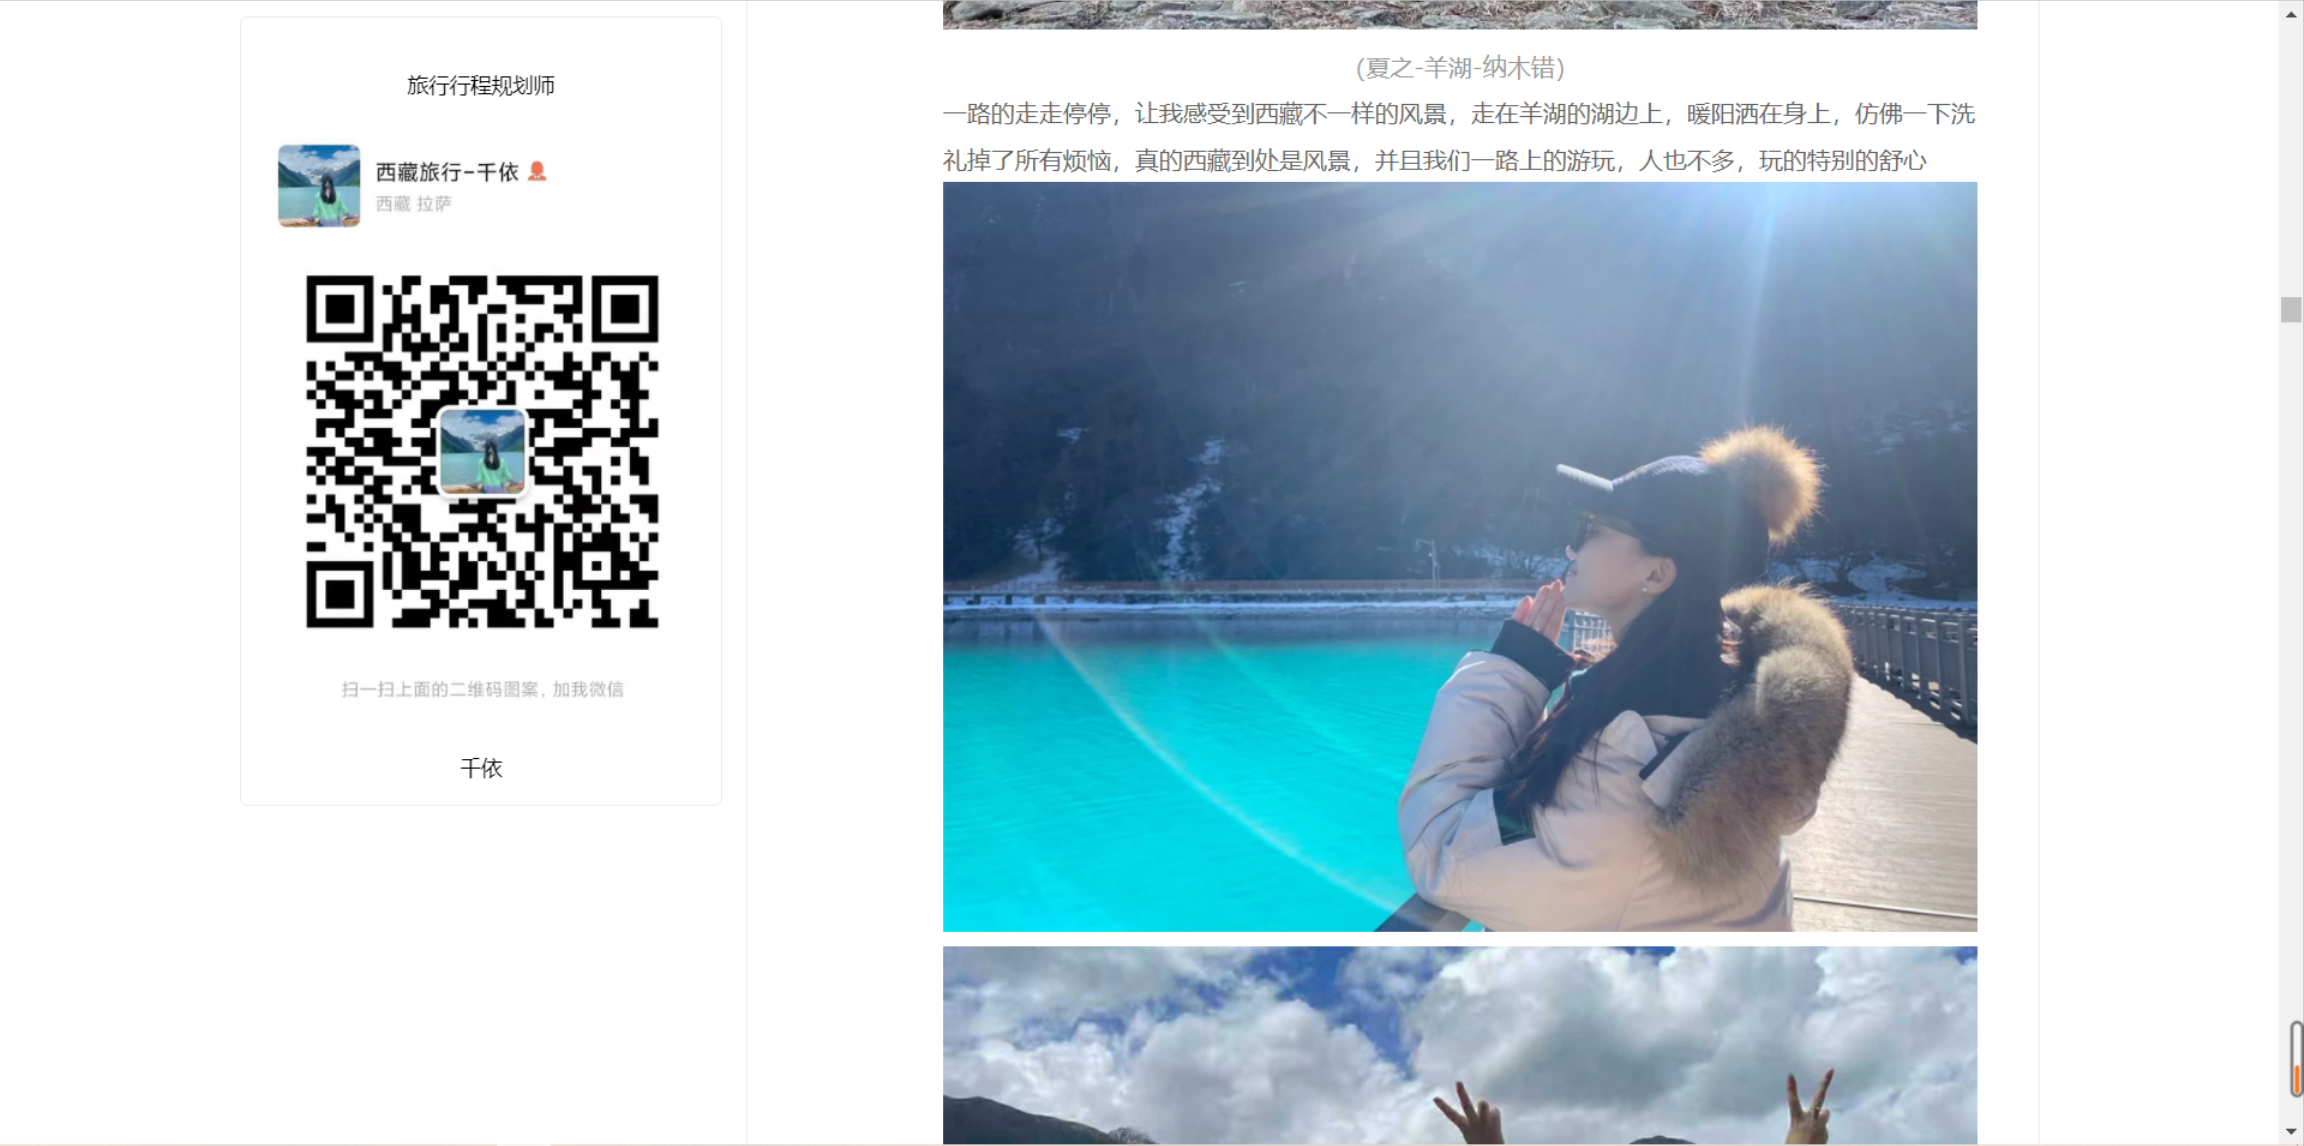 旅行行程规划师
西藏旅行-千依
西藏 拉萨
扫一扫上面的二维码图案，加我微信
千依
(夏之-羊湖-纳木错)
一路的走走停停，让我感受到西藏不一样的风景，走在羊湖的湖边上，暖阳洒在身上，仿佛一下洗
礼掉了所有烦恼，真的西藏到处是风景，并且我们一路上的游玩，人也不多，玩的特别的舒心